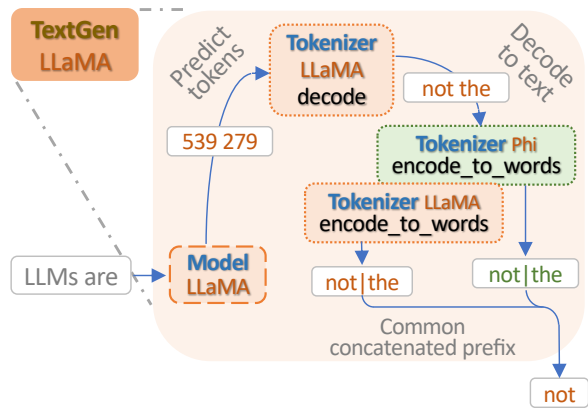 TextGen
LLaMA
Predict
tokens
Tokenizer
LLaMA
decode
Decode
to text
not the
539 279
Tokenizer Phi
encode_to_words
Tokenizer LLaMA
encode_to_words
LLMs are
Model
LLaMA
not|the
not|the
Common
concatenated prefix
not